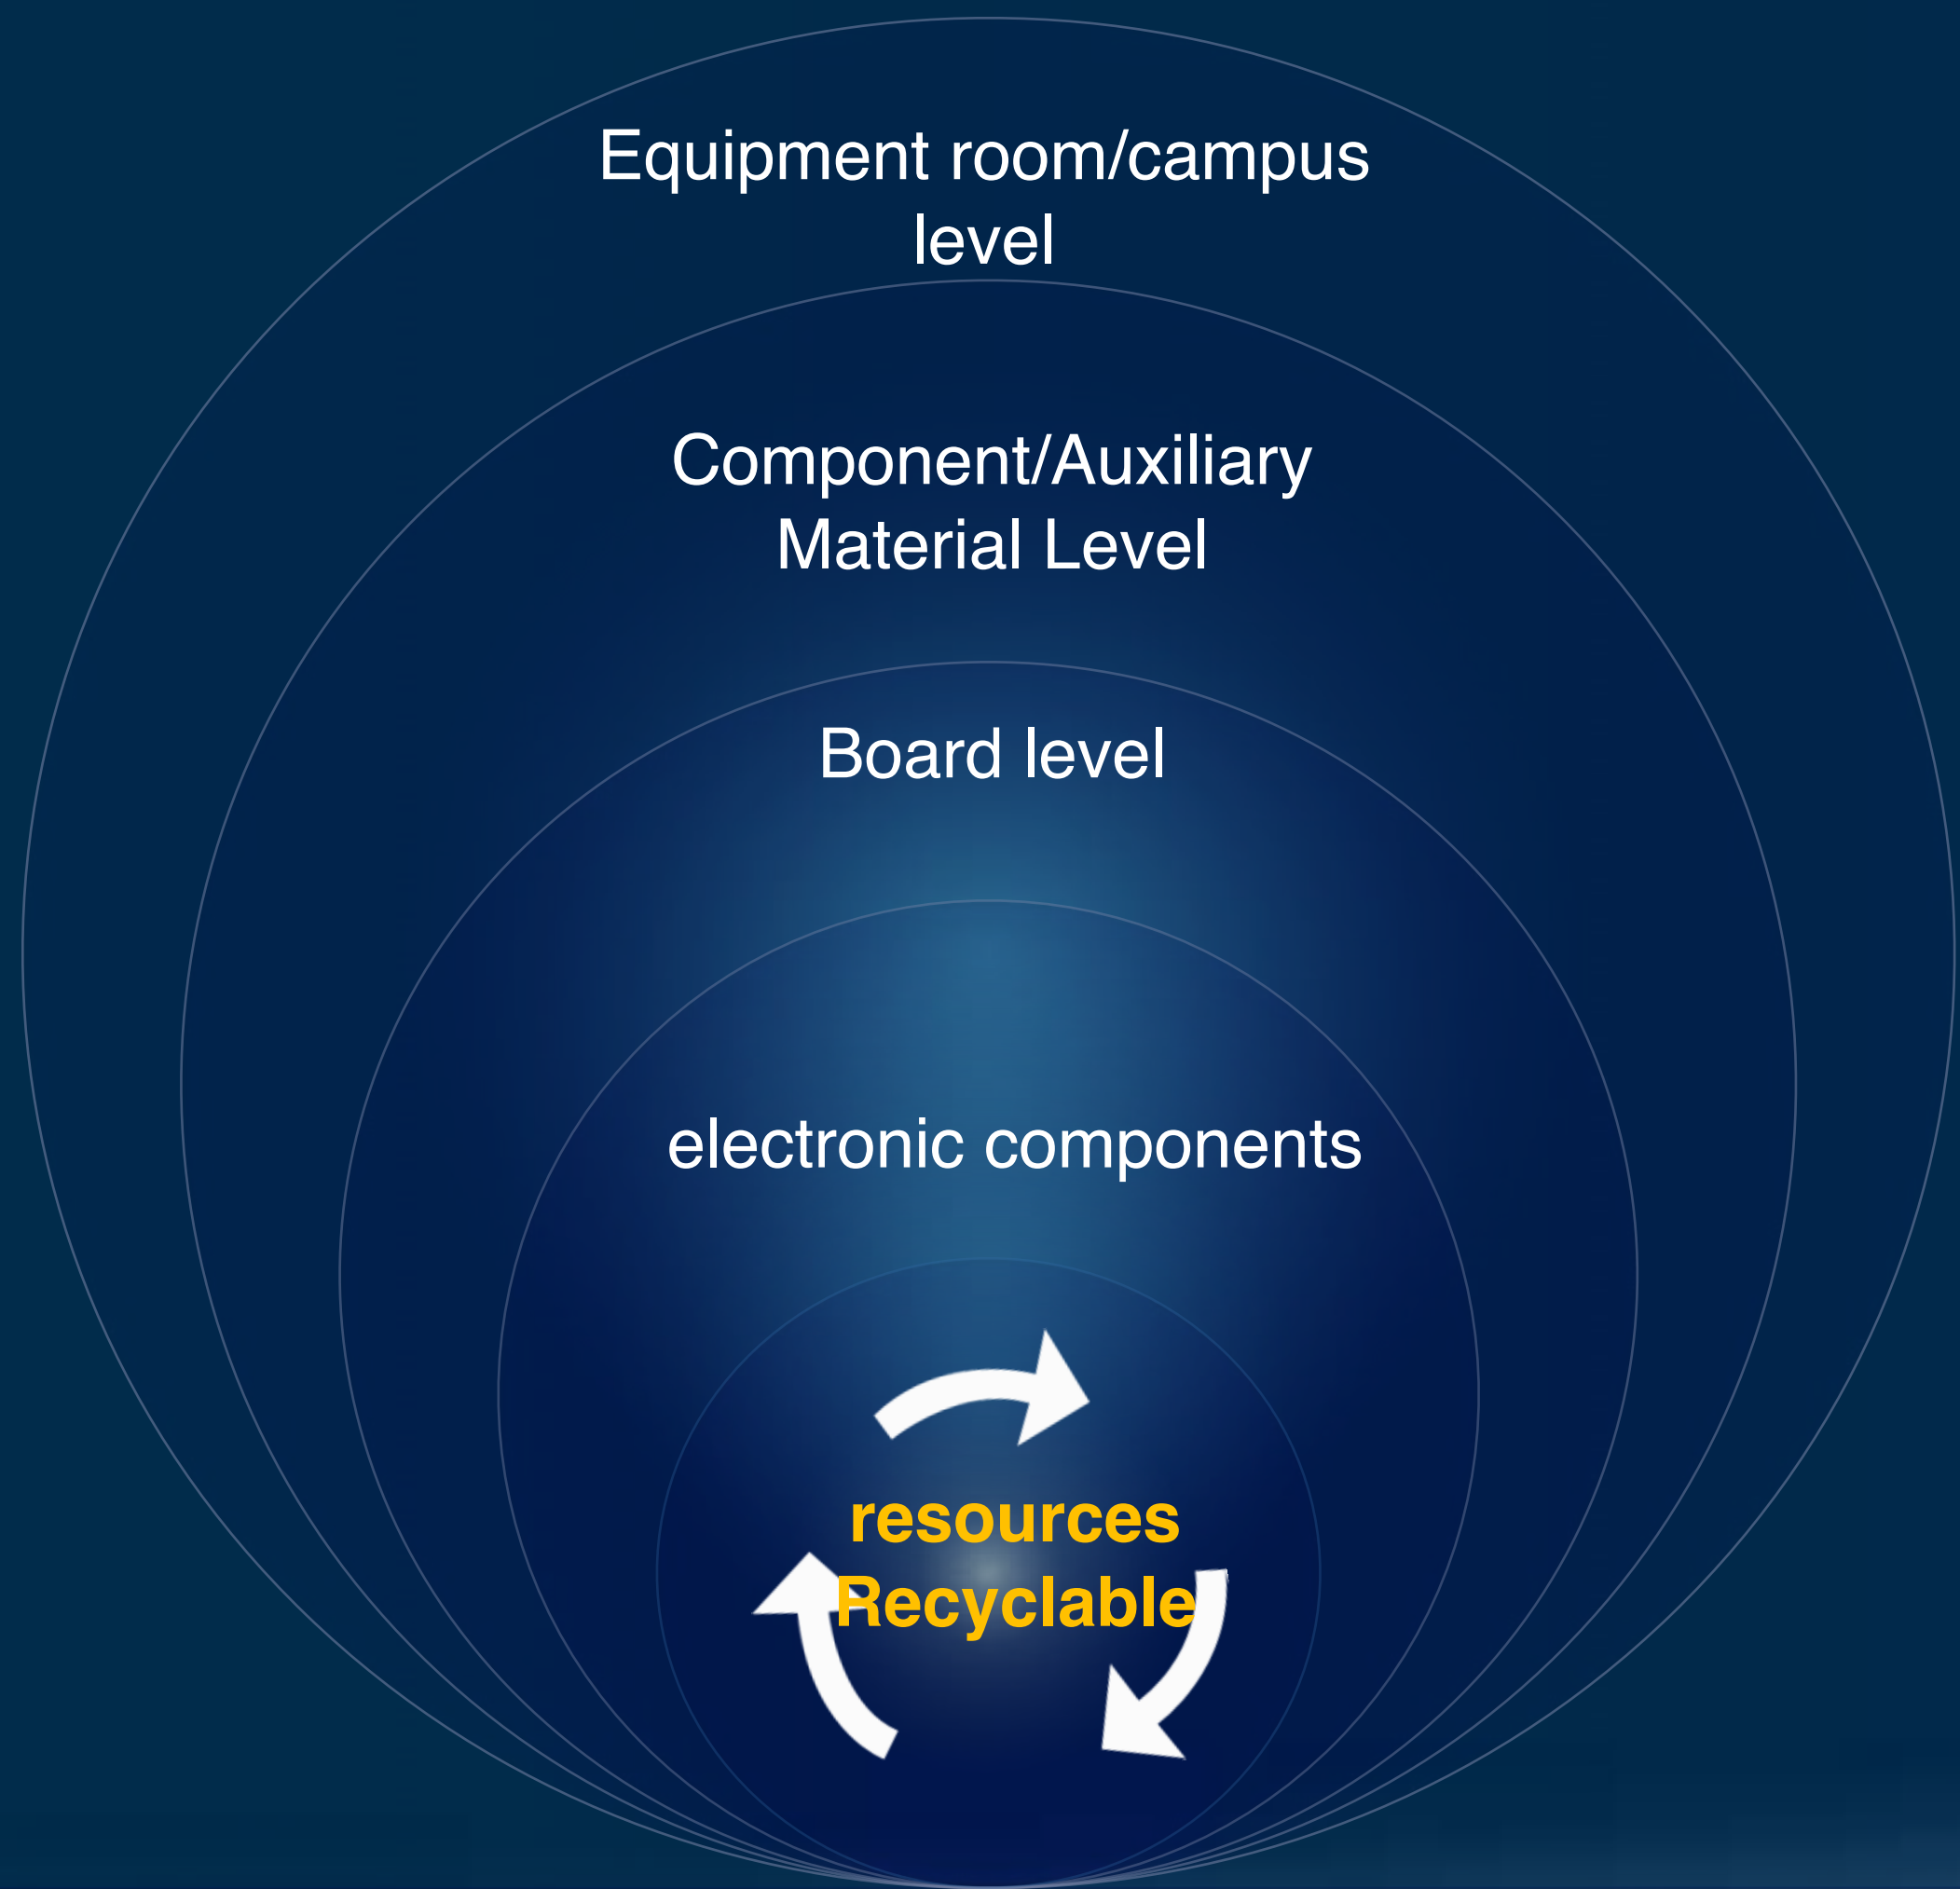 Equipment room/campus
level
Component/Auxiliary
Material Level
Board level
electronic components
resources
Recyclable